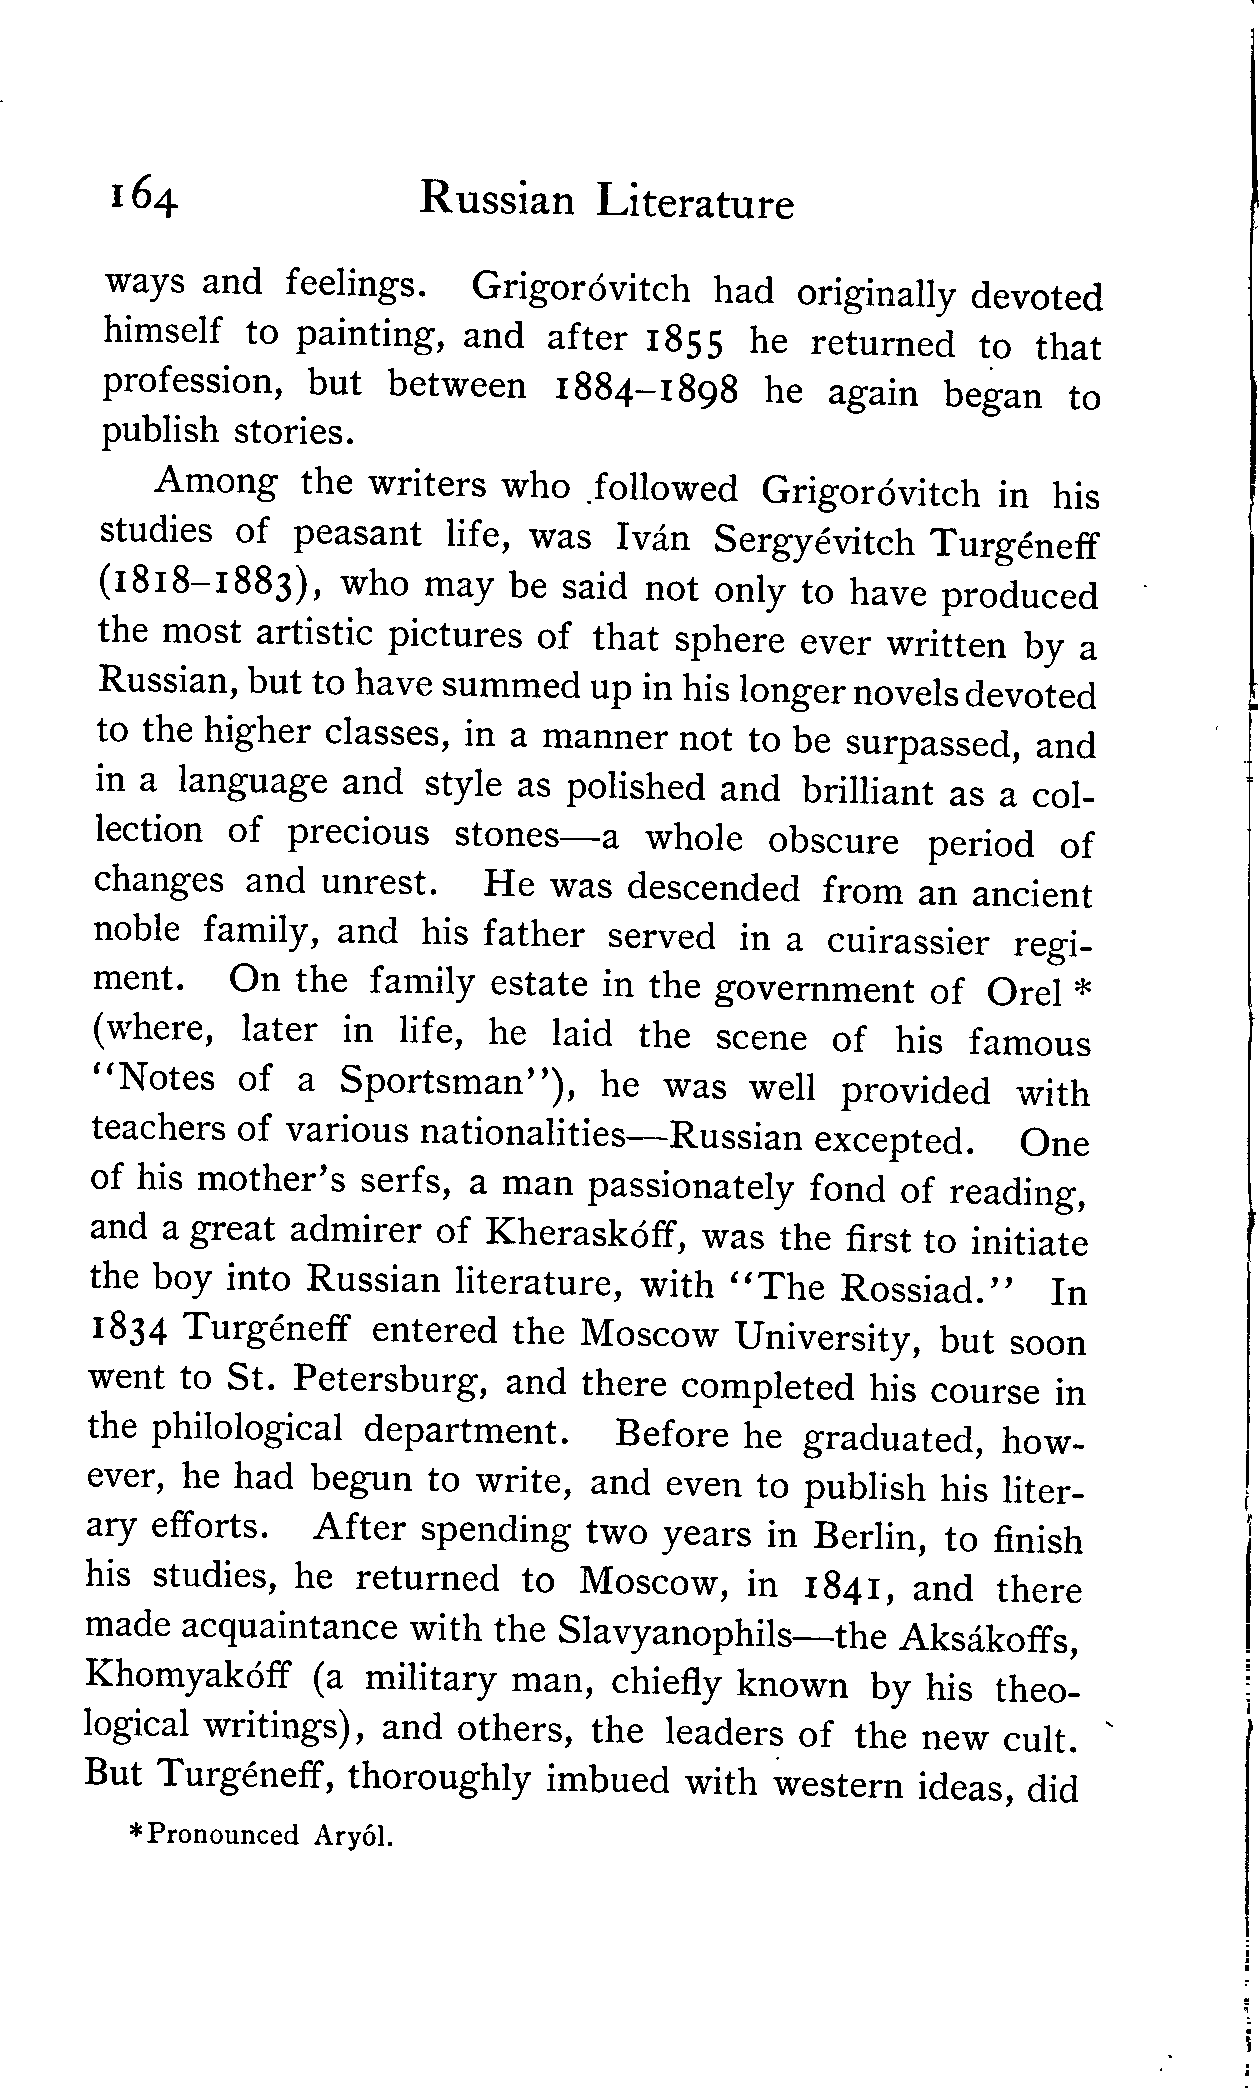 164 Russian Literature
ways and feelings. Grigoróvitch had originally devoted
himself to painting, and after 1855 he returned to that
profession, but between 1884–1898 he again began to
publish stories.
Among the writers who followed Grigoróvitch in his
studies of peasant life, was Iván Sergyévitch Turgéneff
(1818–1883), who may be said not only to have produced
the most artistic pictures of that sphere ever written by a
Russian, but to have summed up in his longer novels devoted
to the higher classes, in a manner not to be surpassed, and
in a language and style as polished and brilliant as a col-
lection of precious stones—a whole obscure period of
changes and unrest. He was descended from an ancient
noble family, and his father served in a cuirassier regi-
ment. On the family estate in the government of Orel *
(where, later in life, he laid the scene of his famous
"Notes of a Sportsman"), he was well provided with
teachers of various nationalities—Russian excepted. One
of his mother's serfs, a man passionately fond of reading,
and a great admirer of Kheraskóff, was the first to initiate
the boy into Russian literature, with "The Rossiad." In
1834 Turgéneff entered the Moscow University, but soon
went to St. Petersburg, and there completed his course in
the philological department. Before he graduated, how-
ever, he had begun to write, and even to publish his liter-
ary efforts. After spending two years in Berlin, to finish
his studies, he returned to Moscow, in 1841, and there
made acquaintance with the Slavyanophils—the Aksákoffs,
Khomyakóff (a military man, chiefly known by his theo-
logical writings), and others, the leaders of the new cult.
But Turgéneff, thoroughly imbued with western ideas, did
*Pronounced Aryól.